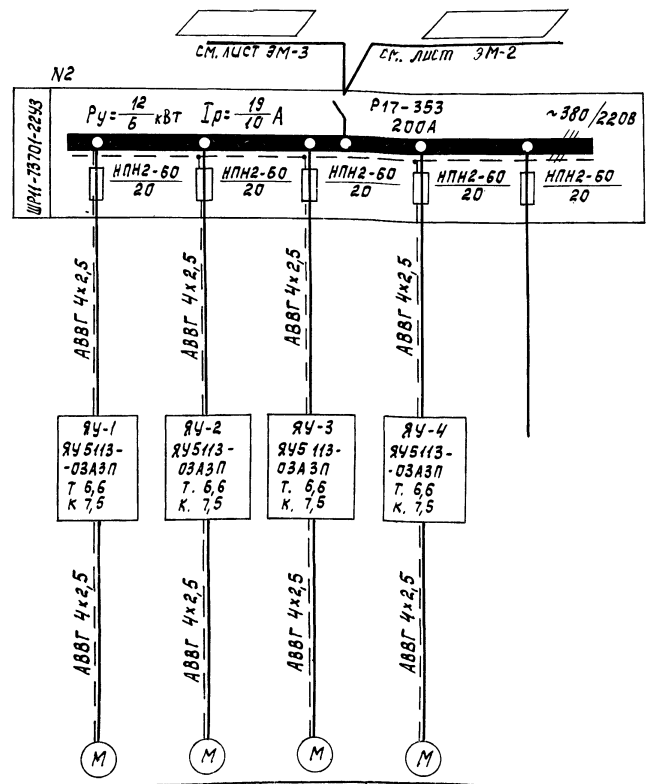 см. лист ЭМ-3
см. лист ЭМ-2
N2
ШР11-73701-22У3
Ру= 12/6 кВт Iр= 19/10 А
Р17-353
200А
~380/220В
НПН2-60/20
НПН2-60/20
НПН2-60/20
НПН2-60/20
НПН2-60/20
АВВГ 4х2,5
АВВГ 4х2,5
АВВГ 4х2,5
АВВГ 4х2,5
ЯУ-1
ЯУ5113-
-03А3П
Т 6,6
К 7,5
ЯУ-2
ЯУ5113-
03А3П
Т. 6,6
К. 7,5
ЯУ-3
ЯУ5113-
03А3П
Т. 6,6
К. 7,5
ЯУ-4
ЯУ5113-
-03А3П
Т. 6,6
К. 7,5
АВВГ 4х2,5
АВВГ 4х2,5
АВВГ 4х2,5
АВВГ 4х2,5
М
М
М
М